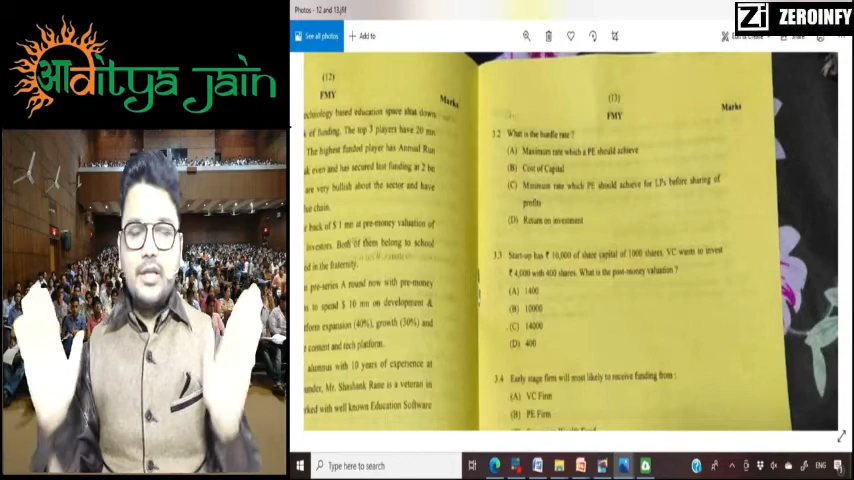 Photos - 12 and 13.jfif
ZEROINFY
See all photos
Add to
Edit & Create
Share
आditya jain
(12)
FMY
Marks
echnology based education space shut down
k of funding. The top 3 players have 20 mn
The highest funded player has Annual Run
ak even and has secured last funding at 2 bn
are very bullish about the sector and have
lue chain.
back of $ 1 mn at pre-money valuation of
investors. Both of them belong to school
d in the fraternity.
pre-series A round now with pre-money
to spend $ 10 mn on development &
tform expansion (40%), growth (30%) and
content and tech platform.
alumnus with 10 years of experience at
under, Mr. Shashank Rane is a veteran in
rked with well known Education Software
(13)
FMY
Marks
3.2 What is the hurdle rate ?
(A) Maximum rate which a PE should achieve
(B) Cost of Capital
(C) Minimum rate which PE should achieve for LPs before sharing of
profits
(D) Return on investment
3.3 Start-up has ₹ 10,000 of share capital of 1000 shares. VC wants to invest
₹ 4,000 with 400 shares. What is the post-money valuation ?
(A) 1400
(B) 10000
(C) 14000
(D) 400
3.4 Early stage firm will most likely to receive funding from :
(A) VC Firm
(B) PE Firm
Type here to search
ENG